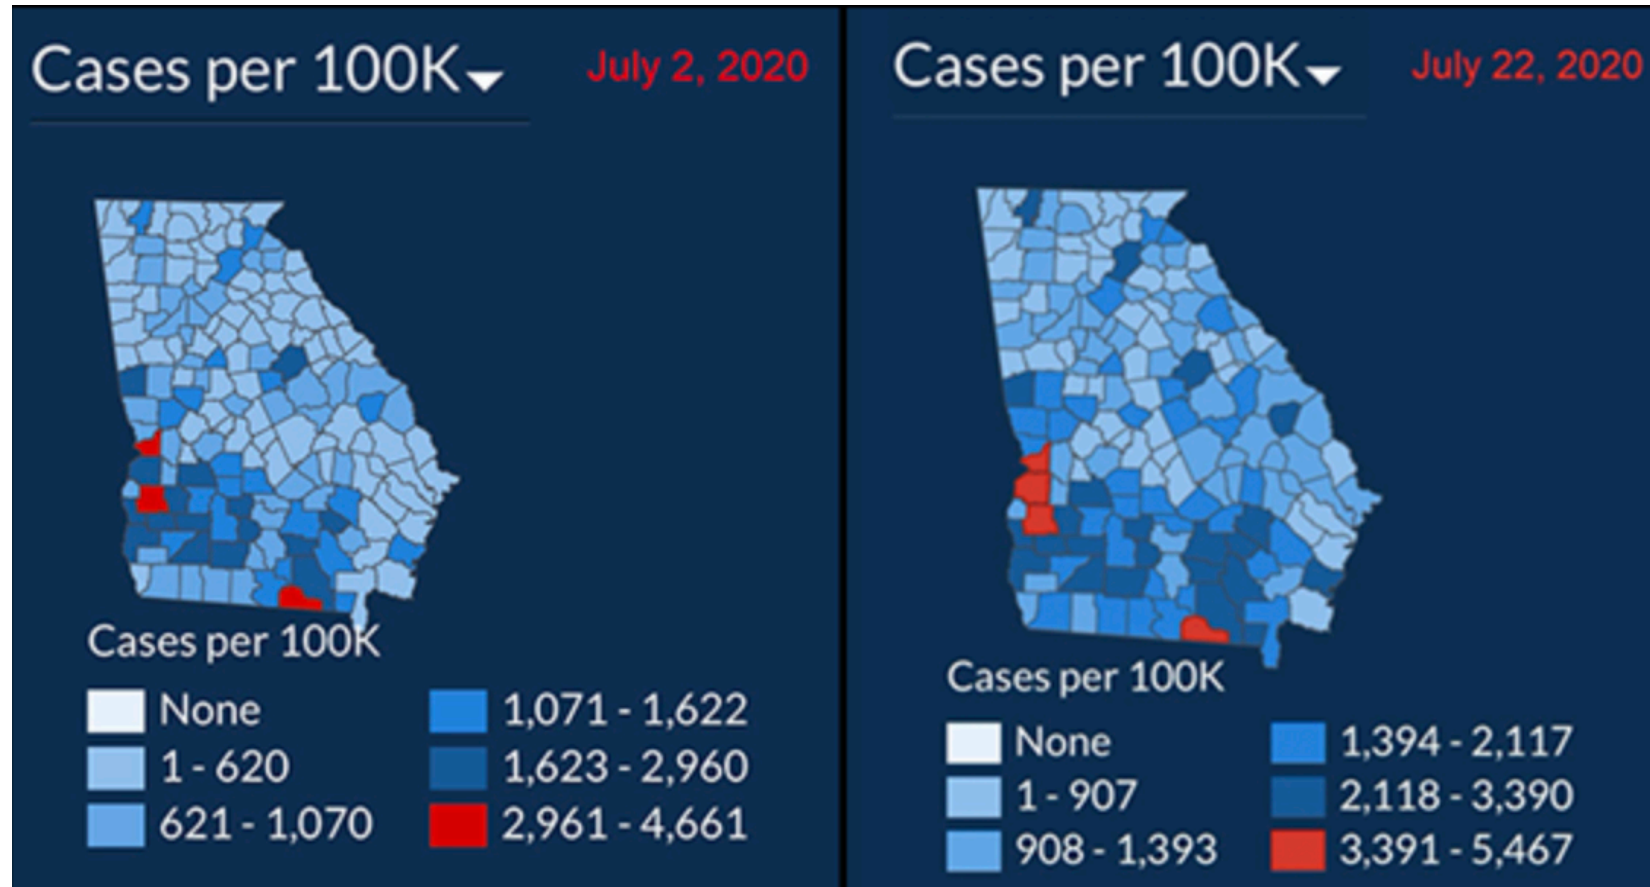 Cases per 100K
July 2, 2020
Cases per 100K
None
1 - 620
621 - 1,070
1,071 - 1,622
1,623 - 2,960
2,961 - 4,661
Cases per 100K
July 22, 2020
Cases per 100K
None
1 - 907
908 - 1,393
1,394 - 2,117
2,118 - 3,390
3,391 - 5,467